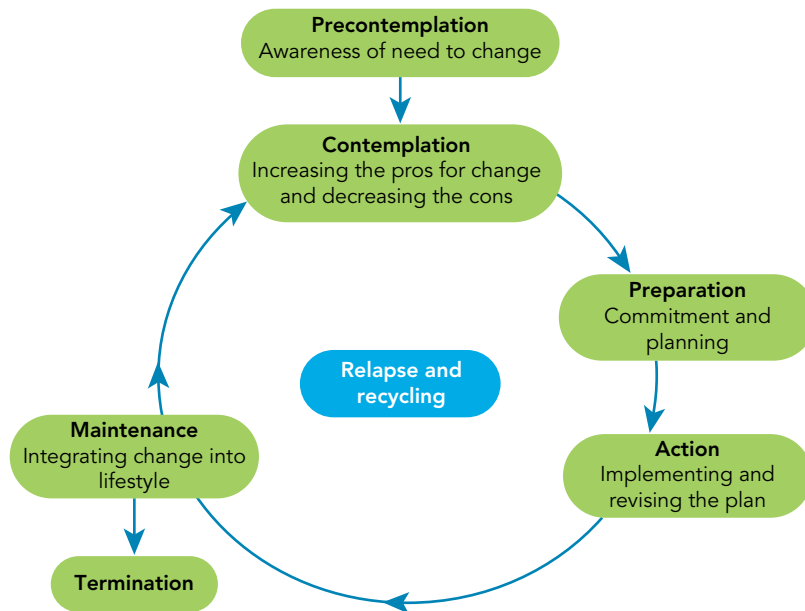 Precontemplation
Awareness of need to change
Contemplation
Increasing the pros for change
and decreasing the cons
Preparation
Commitment and
planning
Relapse and
recycling
Maintenance
Integrating change into
lifestyle
Action
Implementing and
revising the plan
Termination